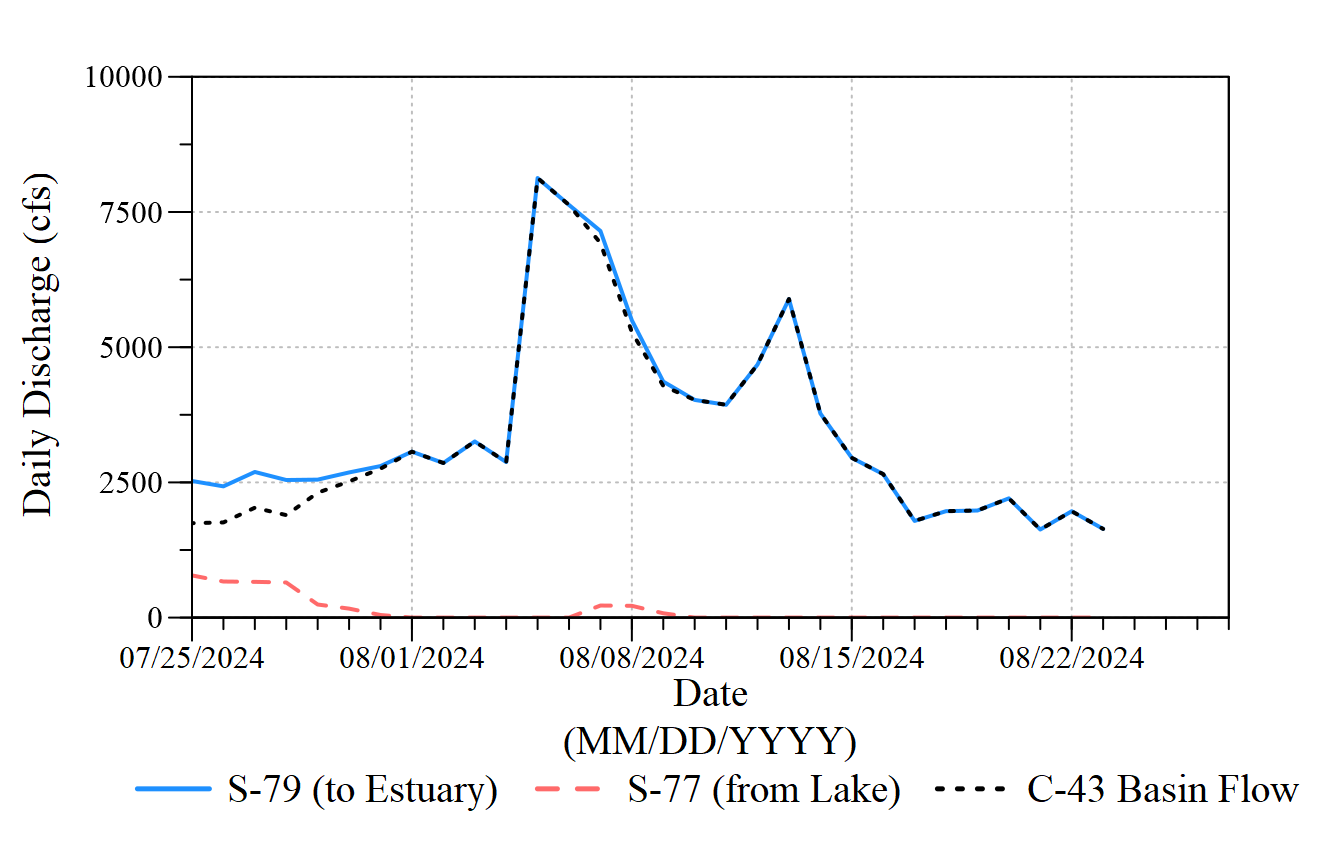 10000
7500
5000
2500
0
Daily Discharge (cfs)
07/25/2024 08/01/2024 08/08/2024 08/15/2024 08/22/2024
Date
(MM/DD/YYYY)
S-79 (to Estuary) S-77 (from Lake) C-43 Basin Flow